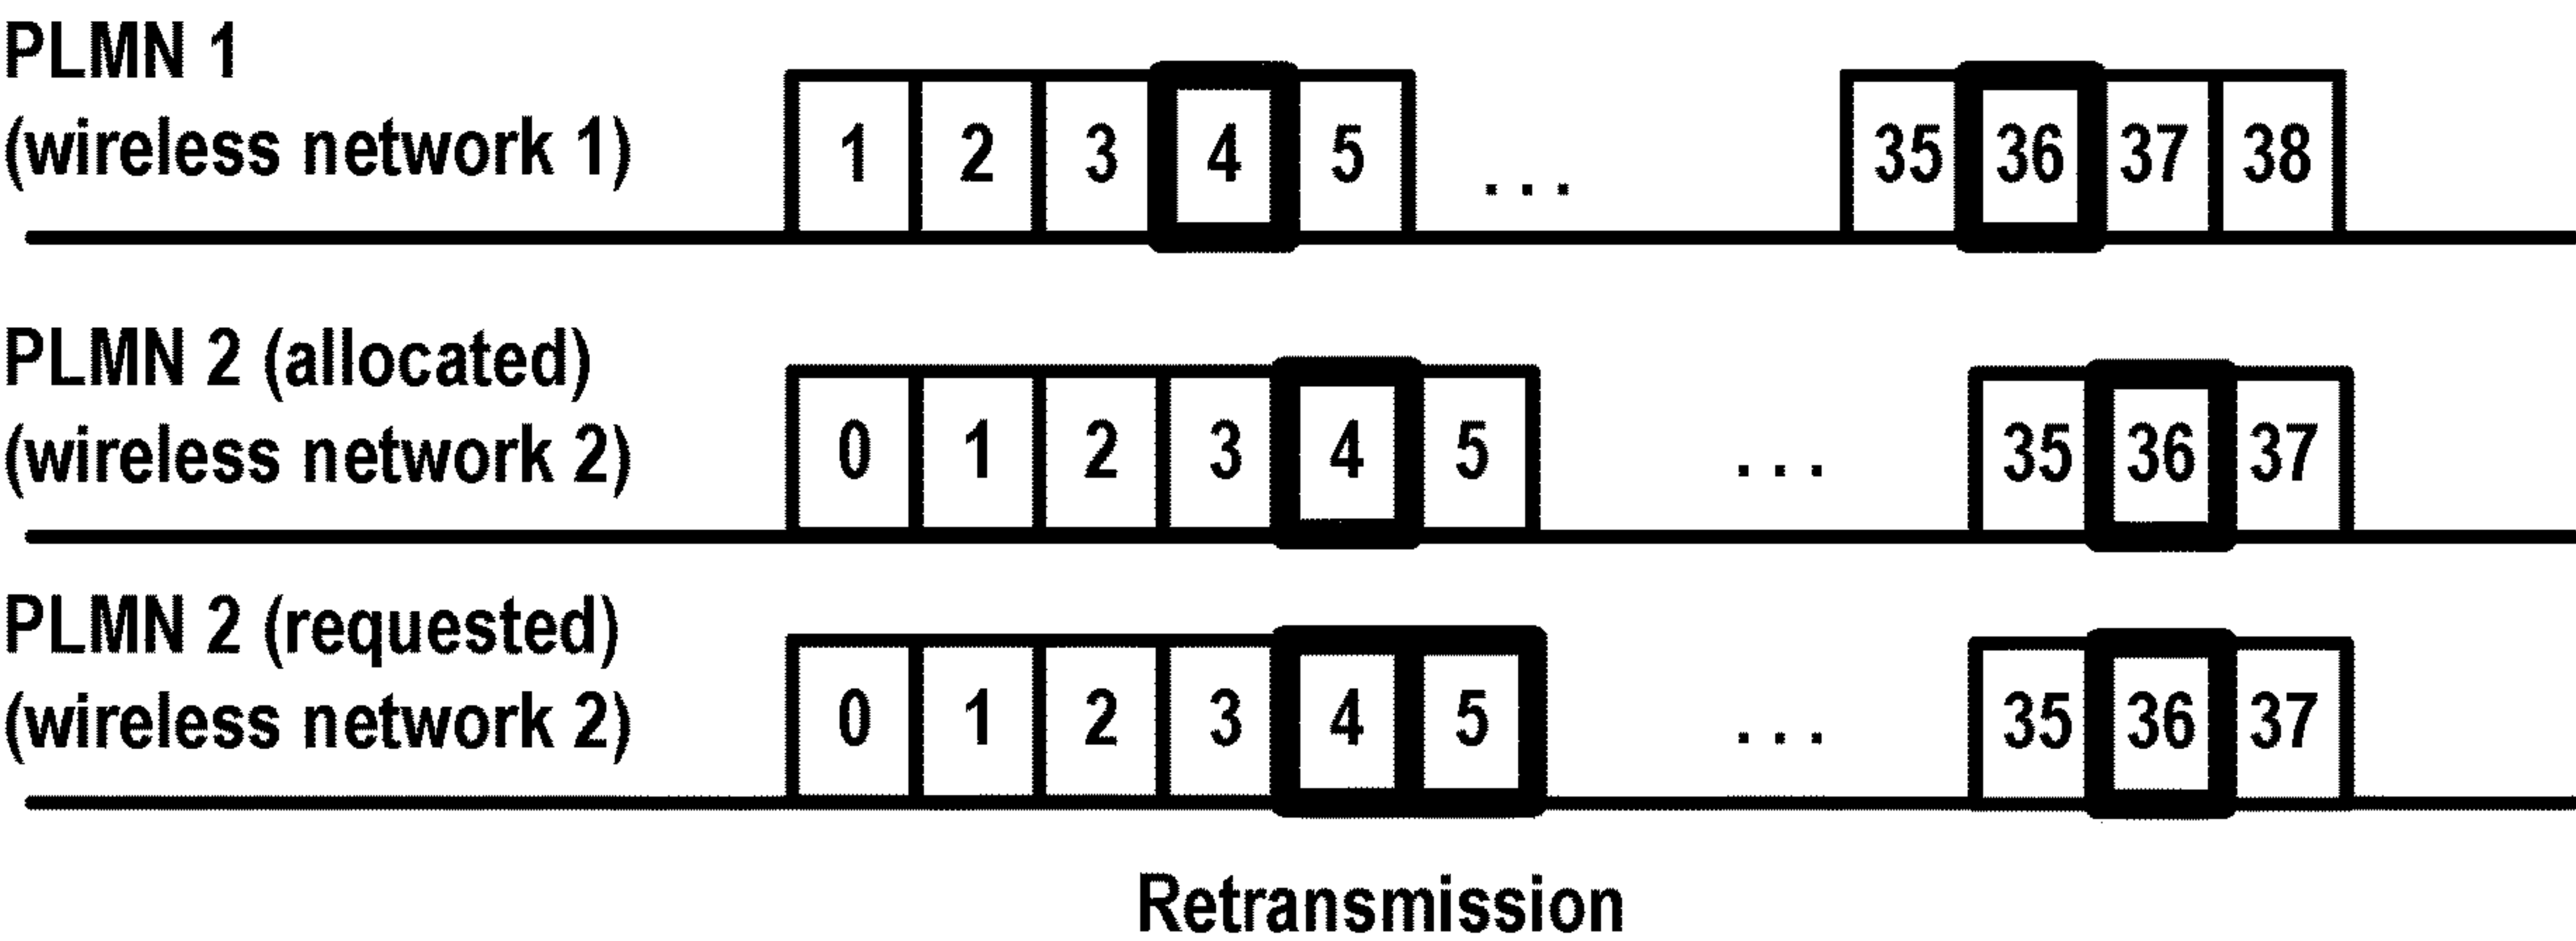 PLMN 1
(wireless network 1)
1 2 3 4 5 ... 35 36 37 38
PLMN 2 (allocated)
(wireless network 2)
0 1 2 3 4 5 ... 35 36 37
PLMN 2 (requested)
(wireless network 2)
0 1 2 3 4 5 ... 35 36 37
Retransmission